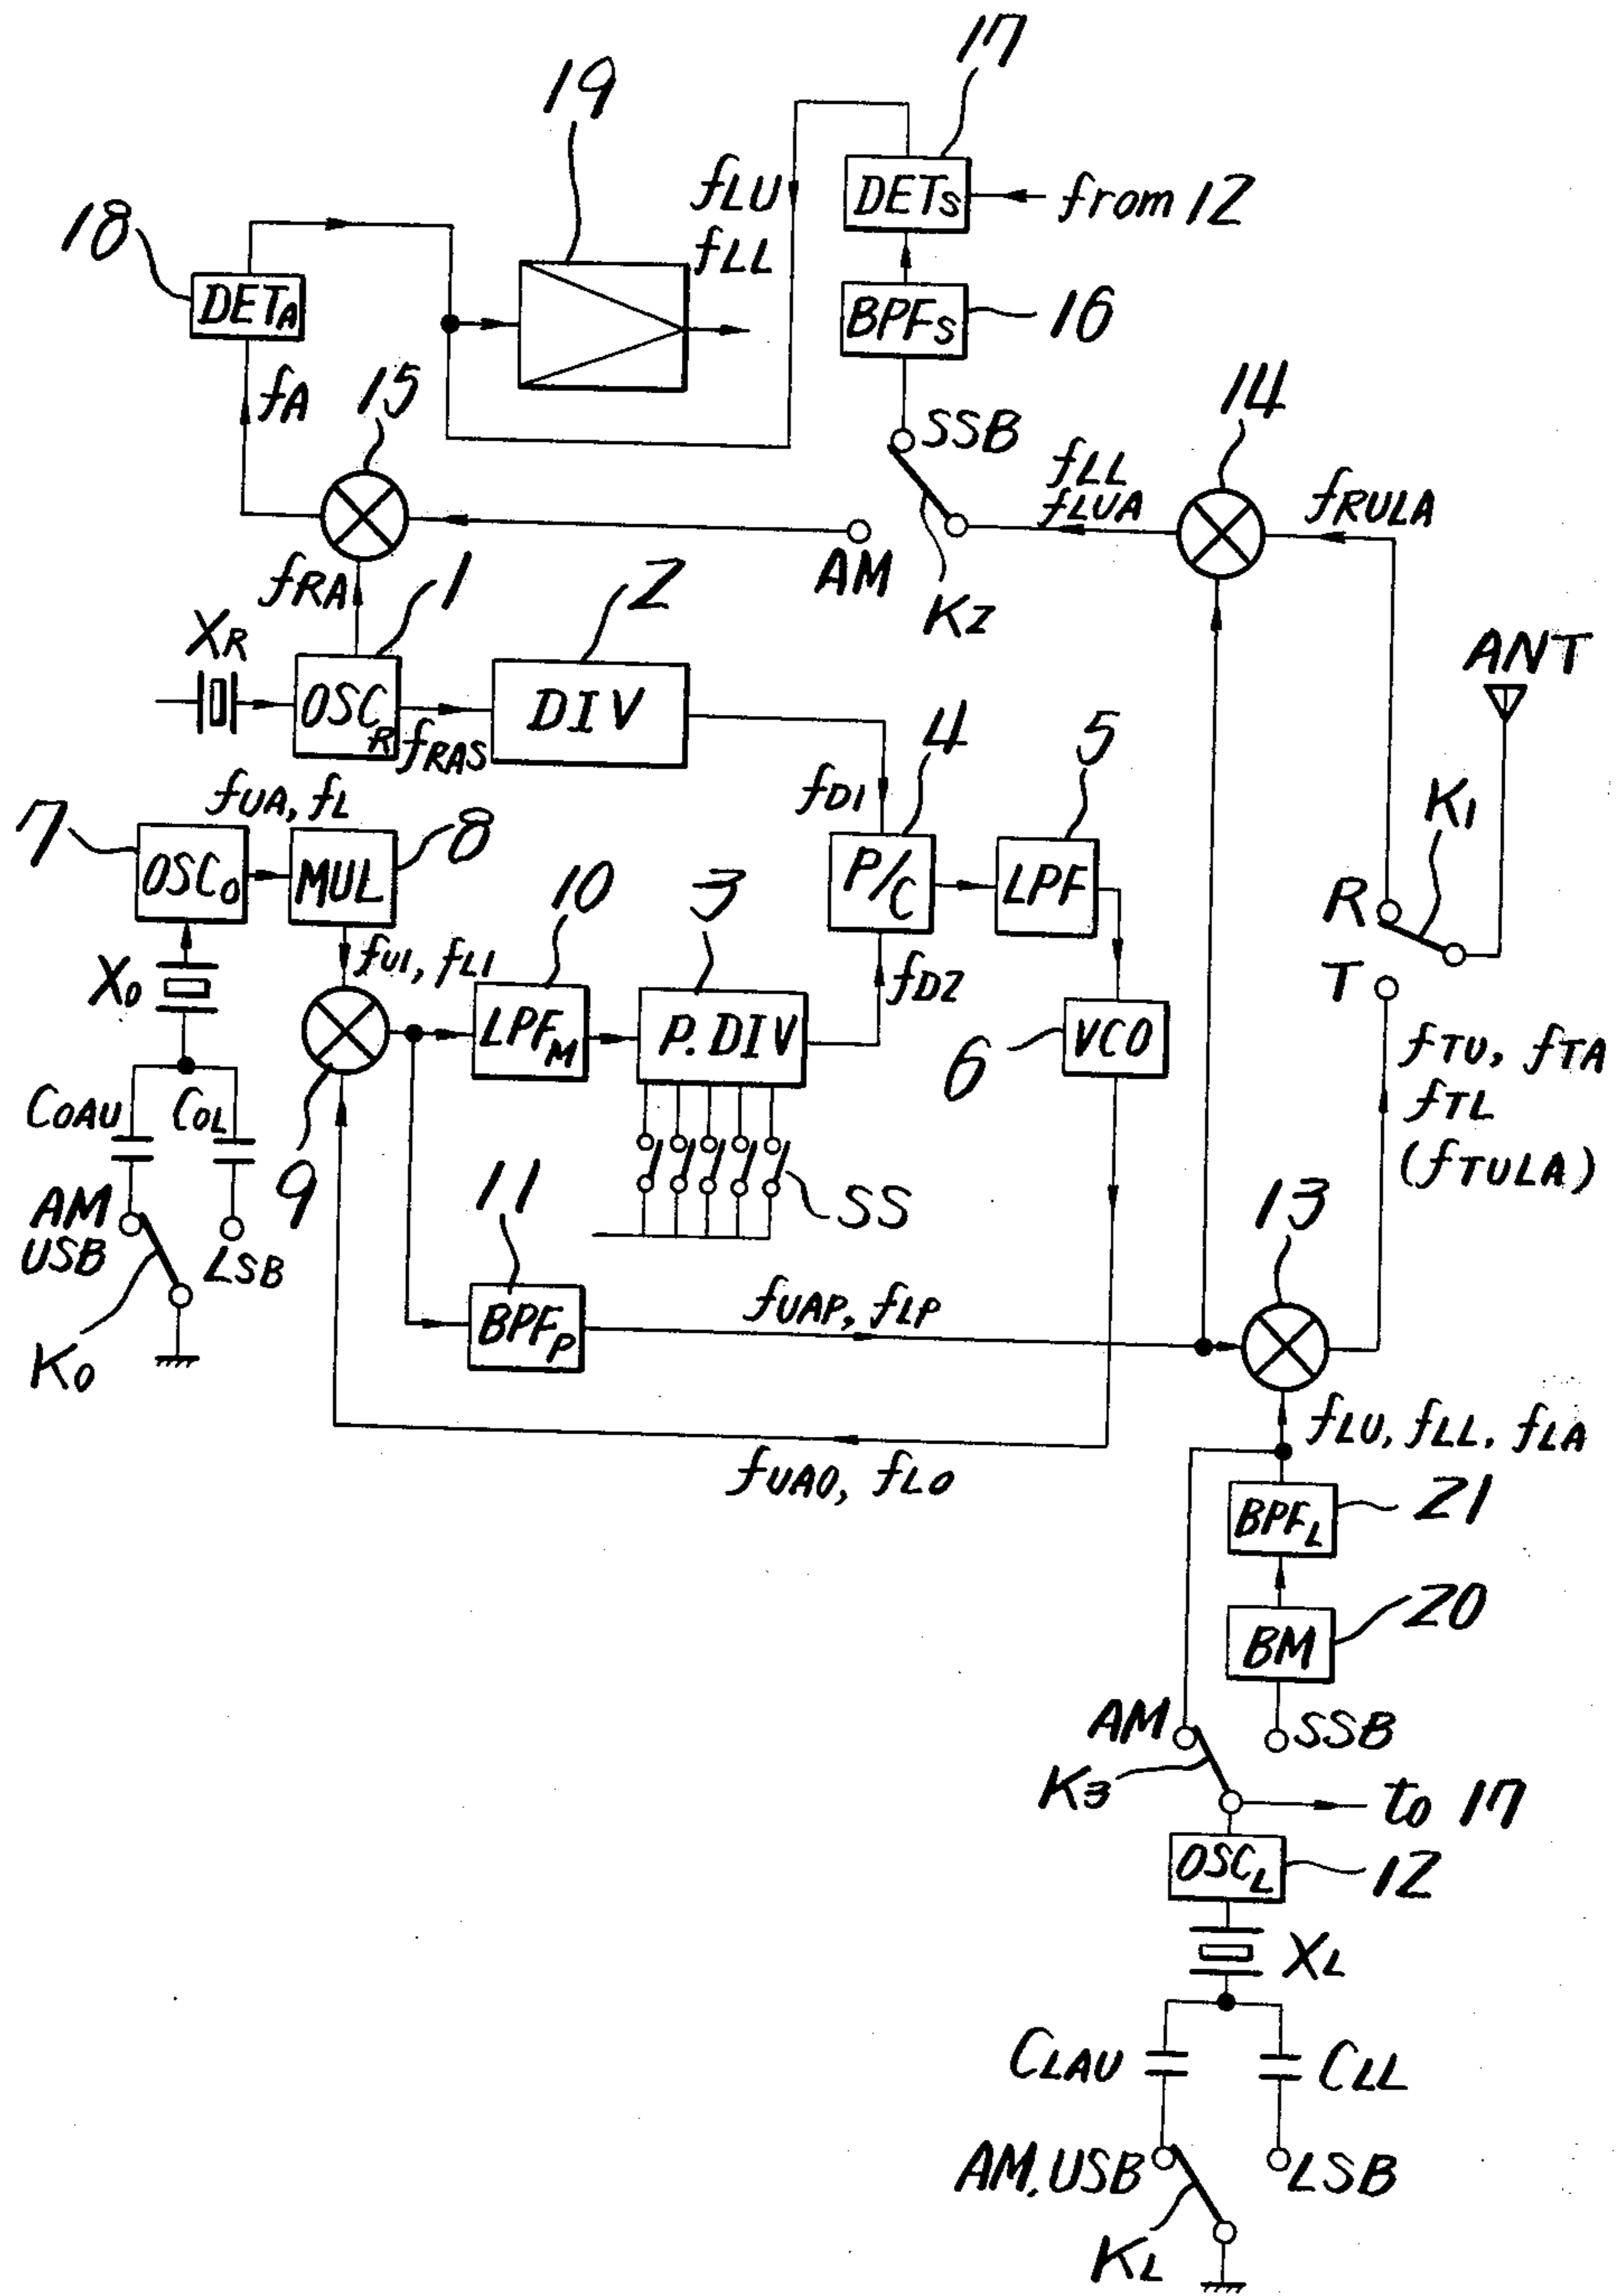 17
19
fLU
fLL
DETS
from 12
18
DETA
BPFS
16
fA
15
SSB
14
fLL
fLUA
fRULA
AM
K2
fRA
1
2
XR
OSCR
fRAS
DIV
ANT
4
5
fD1
K1
fUA, fL
7
OSCO
MUL
8
P/C
LPF
10
3
R
XO
fU1, fL1
fD2
T
LPFM
P.DIV
6
VCO
fTU, fTA
fTL
(fTULA)
COAU
COL
9
11
SS
13
AM
USB
LSB
KO
BPFP
fUAP, fLP
fLU, fLL, fLA
fUAO, fLO
BPFL
21
BM
20
AM
SSB
K3
to 17
OSCL
12
XL
CLAU
CLL
AM, USB
LSB
KL